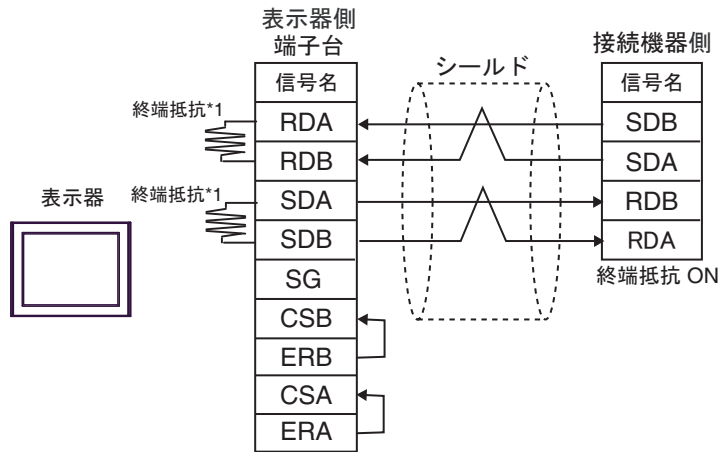 表示器側
端子台
信号名
RDA
RDB
SDA
SDB
SG
CSB
ERB
CSA
ERA
終端抵抗*1
終端抵抗*1
表示器
シールド
接続機器側
信号名
SDB
SDA
RDB
RDA
終端抵抗 ON